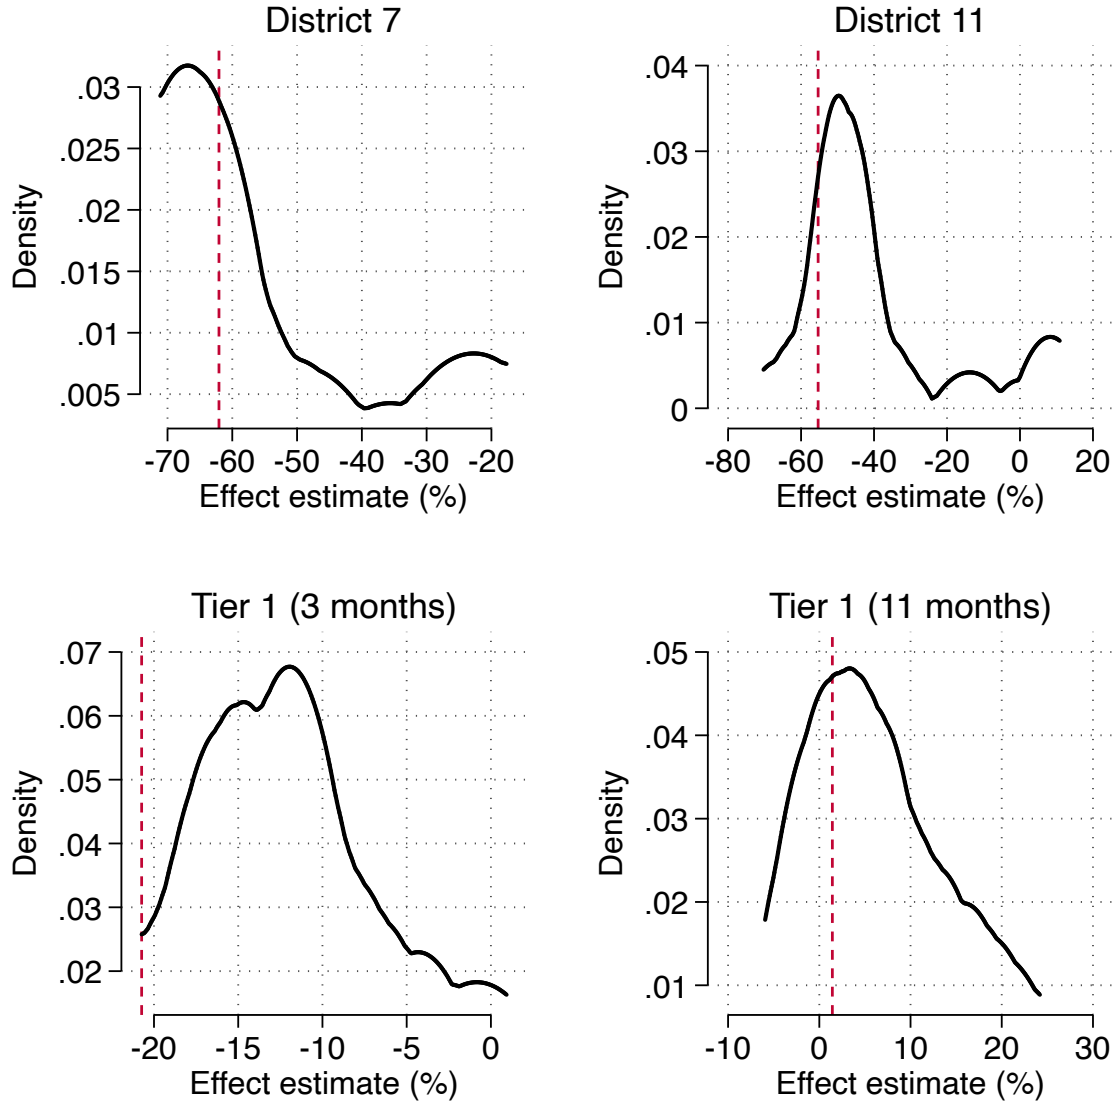 District 7
Density
.03
.025
.02
.015
.01
.005
-70 -60 -50 -40 -30 -20
Effect estimate (%)
District 11
Density
.04
.03
.02
.01
0
-80 -60 -40 -20 0 20
Effect estimate (%)
Tier 1 (3 months)
Density
.07
.06
.05
.04
.03
.02
-20 -15 -10 -5 0
Effect estimate (%)
Tier 1 (11 months)
Density
.05
.04
.03
.02
.01
-10 0 10 20 30
Effect estimate (%)